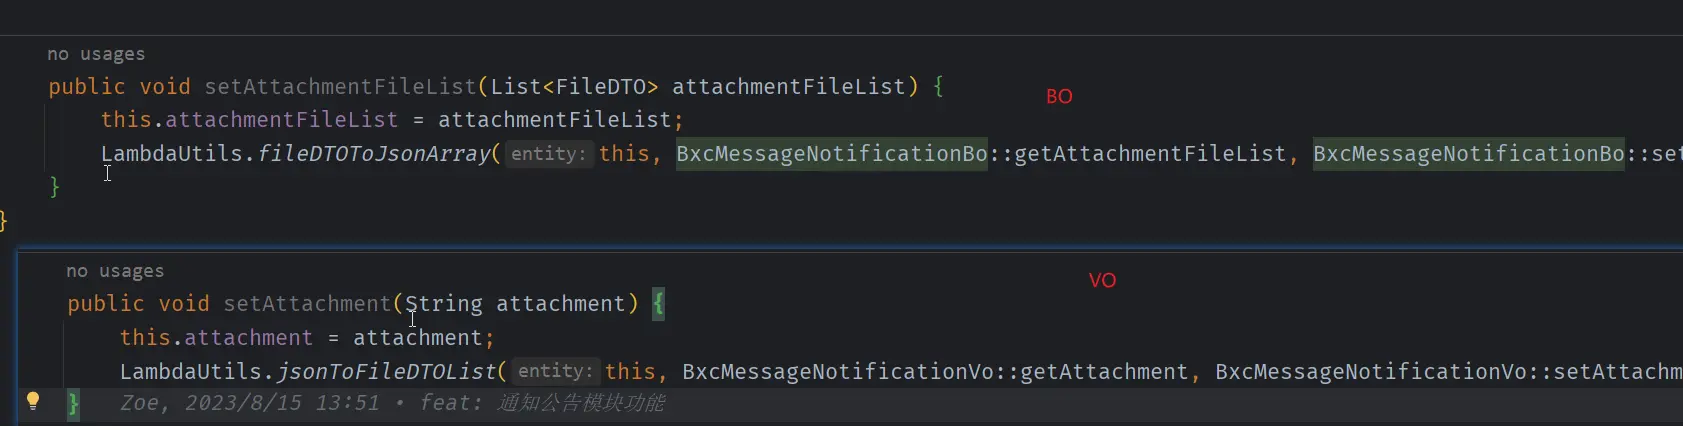 no usages
public void setAttachmentFileList(List<FileDTO> attachmentFileList) {
BO
this.attachmentFileList = attachmentFileList;
LambdaUtils.fileDTOToJsonArray( entity: this, BxcMessageNotificationBo::getAttachmentFileList, BxcMessageNotificationBo::set
}
}
no usages
VO
public void setAttachment(String attachment) {
this.attachment = attachment;
LambdaUtils.jsonToFileDTOList( entity: this, BxcMessageNotificationVo::getAttachment, BxcMessageNotificationVo::setAttachm
} Zoe, 2023/8/15 13:51 • feat: 通知公告模块功能